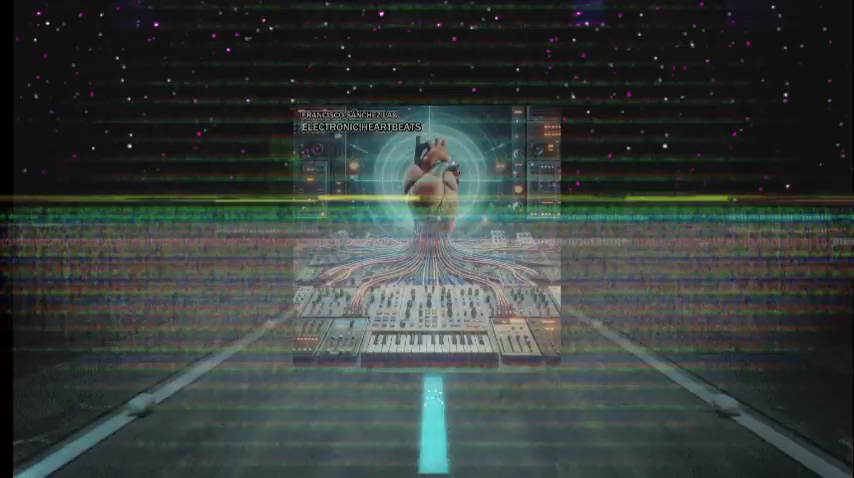 FRANCISCO SÁNCHEZ LAB.
ELECTRONIC|HEARTBEATS